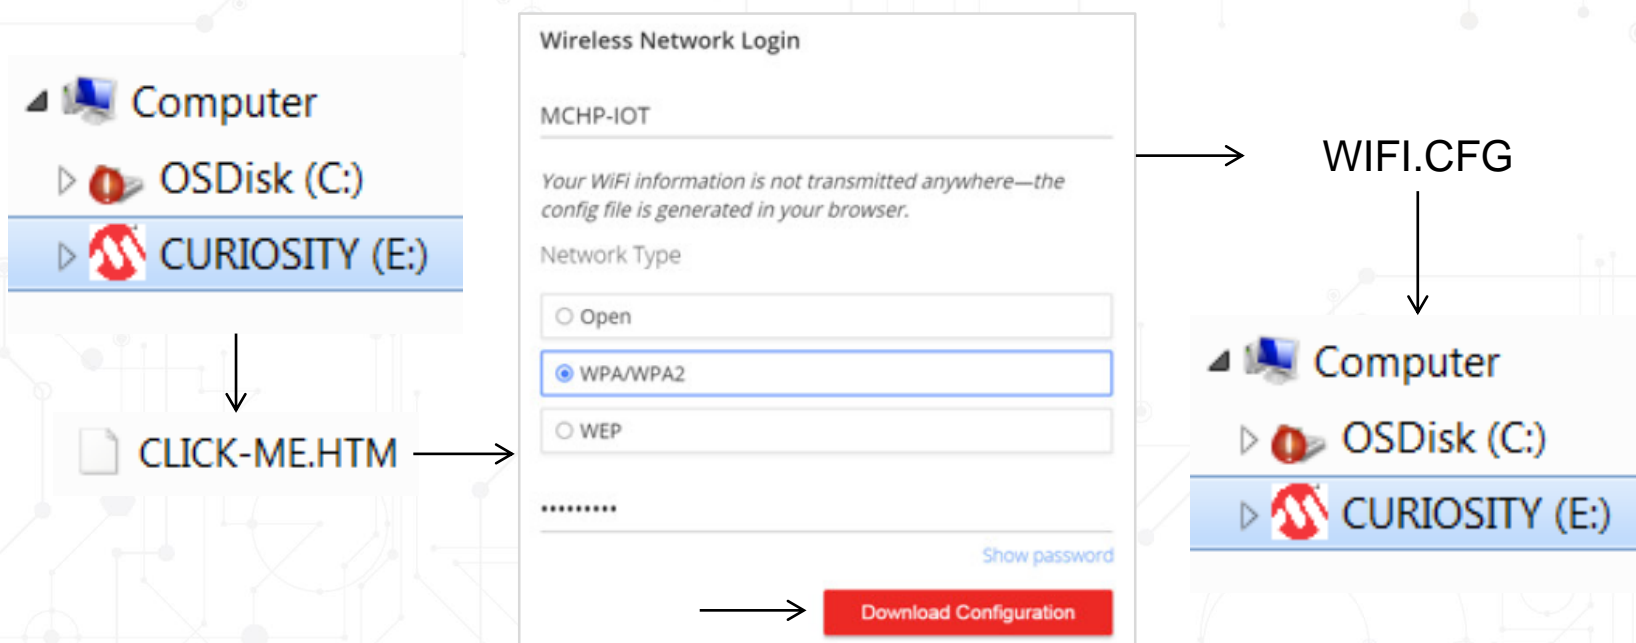 Computer
OSDisk (C:)
CURIOSITY (E:)
CLICK-ME.HTM
Wireless Network Login
MCHP-IOT
Your WiFi information is not transmitted anywhere—the
config file is generated in your browser.
Network Type
Open
WPA/WPA2
WEP
•••••••••
Show password
Download Configuration
WIFI.CFG
Computer
OSDisk (C:)
CURIOSITY (E:)